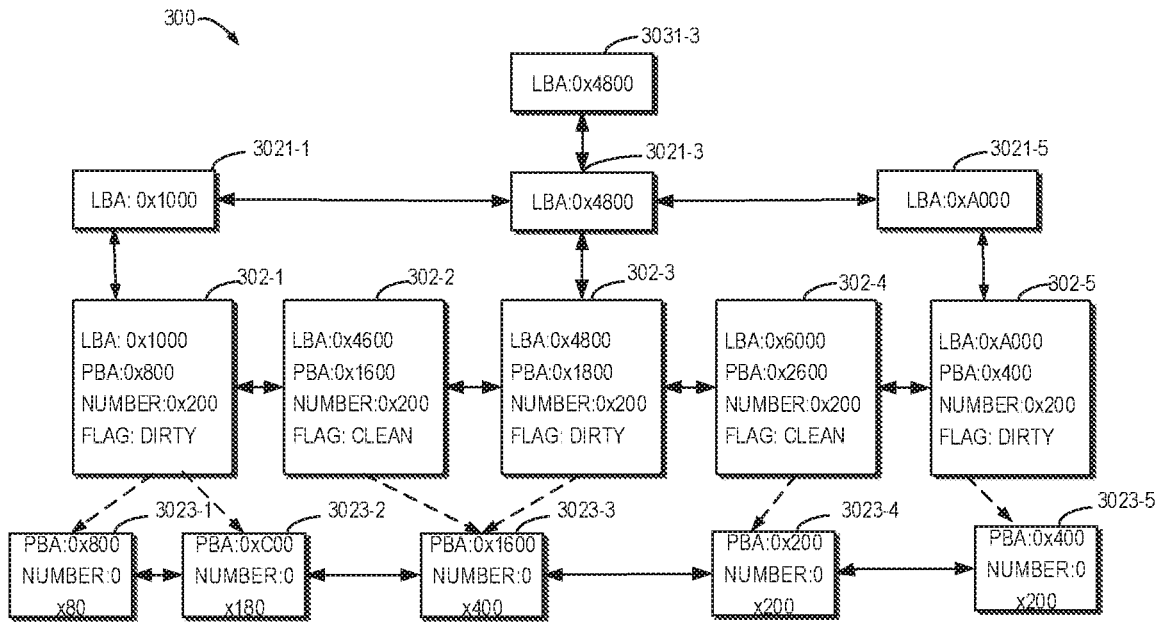 300
3031-3
LBA:0x4800
3021-1
3021-3
3021-5
LBA: 0x1000
LBA:0x4800
LBA:0xA000
302-1
302-2
302-3
302-4
302-5
LBA: 0x1000
PBA:0x800
NUMBER:0x200
FLAG: DIRTY
LBA:0x4600
PBA:0x1600
NUMBER:0x200
FLAG: CLEAN
LBA:0x4800
PBA:0x1800
NUMBER:0x200
FLAG: DIRTY
LBA:0x6000
PBA:0x2600
NUMBER:0x200
FLAG: CLEAN
LBA:0xA000
PBA:0x400
NUMBER:0x200
FLAG: DIRTY
3023-1
3023-2
3023-3
3023-4
3023-5
PBA:0x800
NUMBER:0
x80
PBA:0xC00
NUMBER:0
x180
PBA:0x1600
NUMBER:0
x400
PBA:0x200
NUMBER:0
x200
PBA:0x400
NUMBER:0
x200